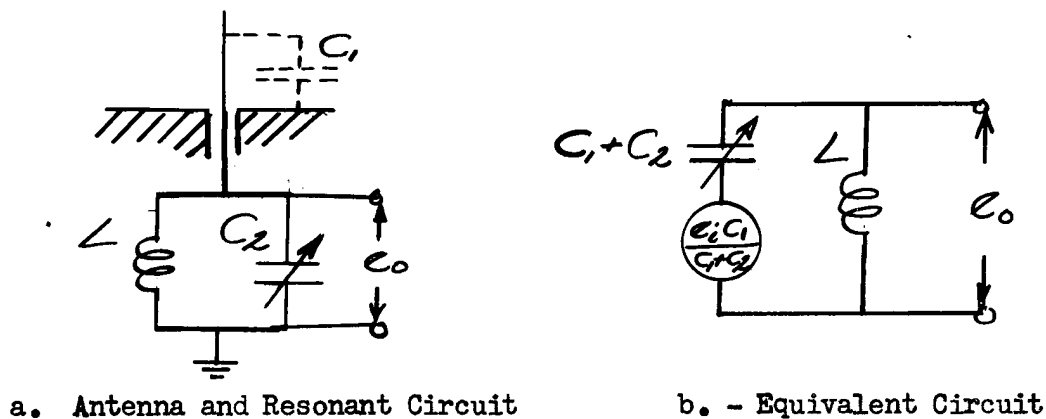 C₁
L
C₂
e₀
a. Antenna and Resonant Circuit
C₁+C₂
eᵢC₁
C₁+C₂
L
e₀
b. - Equivalent Circuit